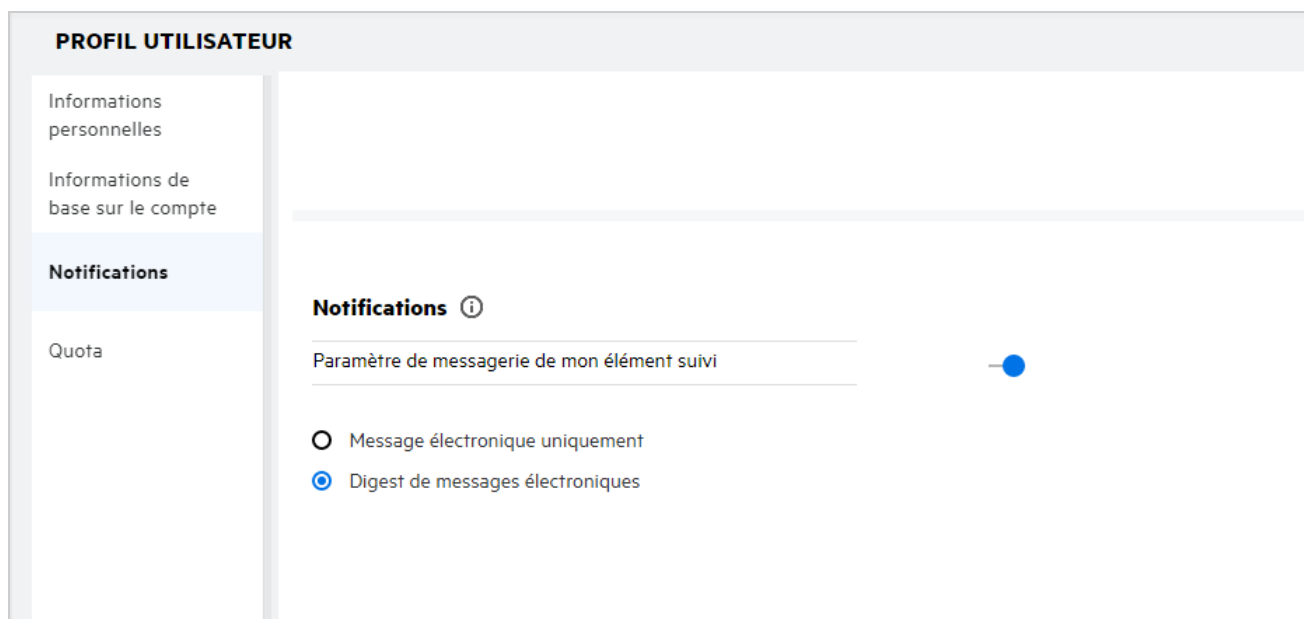 PROFIL UTILISATEUR
Informations
personnelles
Informations de
base sur le compte
Notifications
Quota
Notifications
Paramètre de messagerie de mon élément suivi
Message électronique uniquement
Digest de messages électroniques